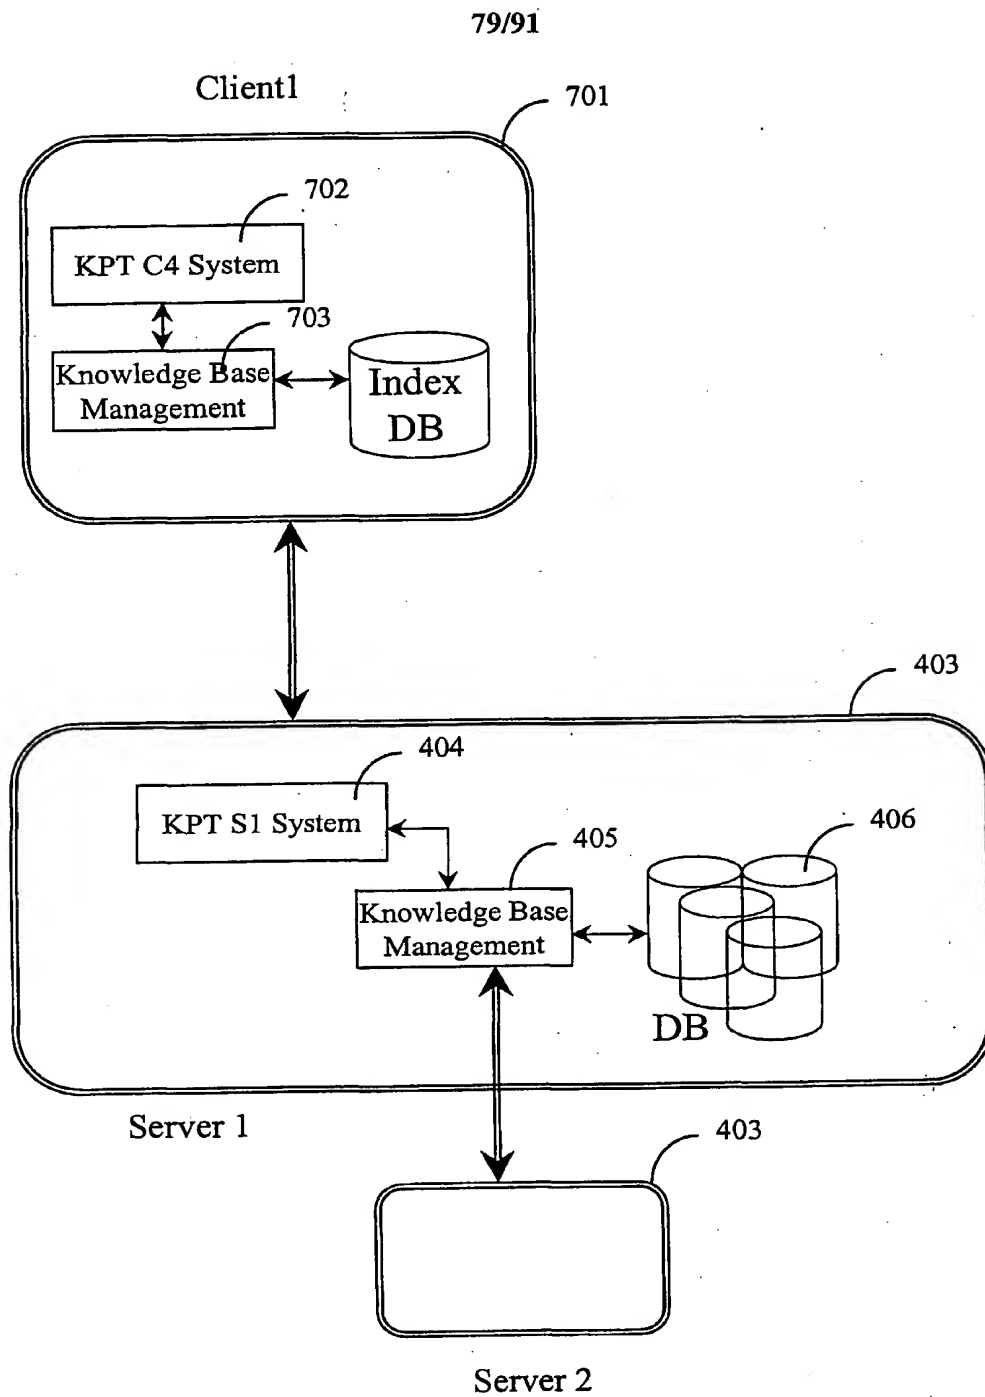 79/91
Client1
701
702
KPT C4 System
703
Knowledge Base
Management
Index
DB
403
404
KPT S1 System
405
406
Knowledge Base
Management
DB
Server 1
403
Server 2